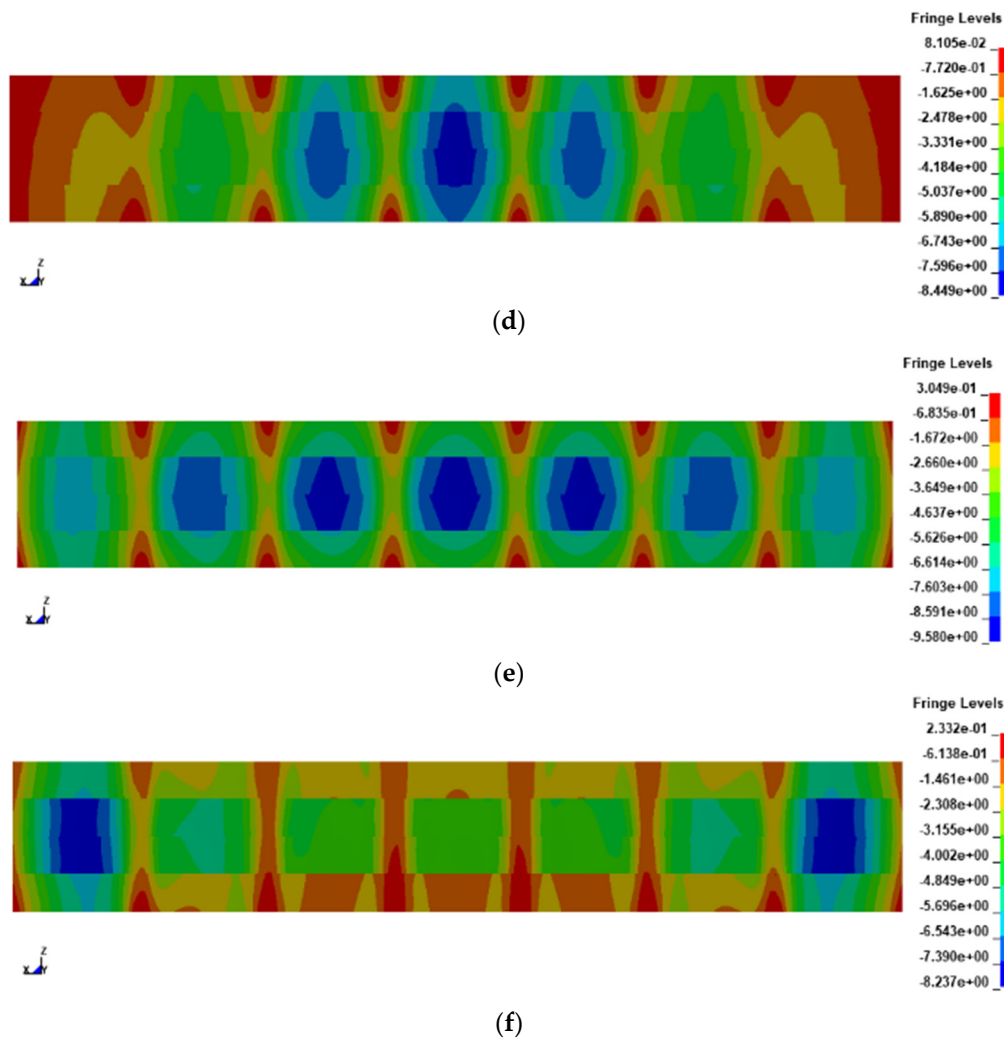 Fringe Levels
8.105e-02
-7.720e-01
-1.625e+00
-2.478e+00
-3.331e+00
-4.184e+00
-5.037e+00
-5.890e+00
-6.743e+00
-7.596e+00
-8.449e+00
Z
X Y
(d)
Fringe Levels
3.049e-01
-6.835e-01
-1.672e+00
-2.660e+00
-3.649e+00
-4.637e+00
-5.626e+00
-6.614e+00
-7.603e+00
-8.591e+00
-9.580e+00
Z
X Y
(e)
Fringe Levels
2.332e-01
-6.138e-01
-1.461e+00
-2.308e+00
-3.155e+00
-4.002e+00
-4.849e+00
-5.696e+00
-6.543e+00
-7.390e+00
-8.237e+00
Z
X Y
(f)